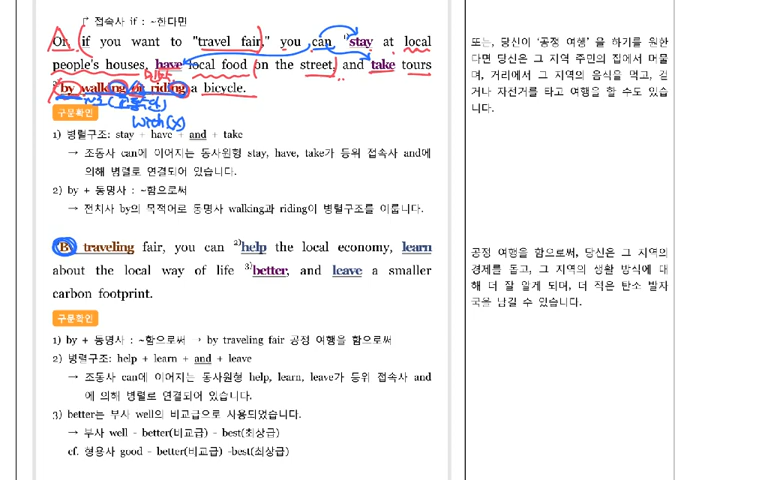 접속사 if : ~한다면
Or, if you want to "travel fair," you can 1)stay at local
people's houses, have local food on the street, and take tours
2)by walking or riding a bicycle.
with(x)
구문확인
1) 병렬구조: stay + have + and + take
→ 조동사 can에 이어지는 동사원형 stay, have, take가 등위 접속사 and에
의해 병렬로 연결되어 있습니다.
2) by + 동명사 : ~함으로써
→ 전치사 by의 목적어로 동명사 walking과 riding이 병렬구조를 이룹니다.
By traveling fair, you can 2)help the local economy, learn
about the local way of life 3)better, and leave a smaller
carbon footprint.
구문확인
1) by + 동명사 : ~함으로써 → by traveling fair 공정 여행을 함으로써
2) 병렬구조: help + learn + and + leave
→ 조동사 can에 이어지는 동사원형 help, learn, leave가 등위 접속사 and
에 의해 병렬로 연결되어 있습니다.
3) better는 부사 well의 비교급으로 사용되었습니다.
→ 부사 well - better(비교급) - best(최상급)
cf. 형용사 good - better(비교급) -best(최상급)
또는, 당신이 '공정 여행' 을 하기를 원한
다면 당신은 그 지역 주민의 집에서 머물
며, 거리에서 그 지역의 음식을 먹고, 걷
거나 자전거를 타고 여행을 할 수도 있습
니다.
공정 여행을 함으로써, 당신은 그 지역의
경제를 돕고, 그 지역의 생활 방식에 대
해 더 잘 알게 되며, 더 적은 탄소 발자
국을 남길 수 있습니다.